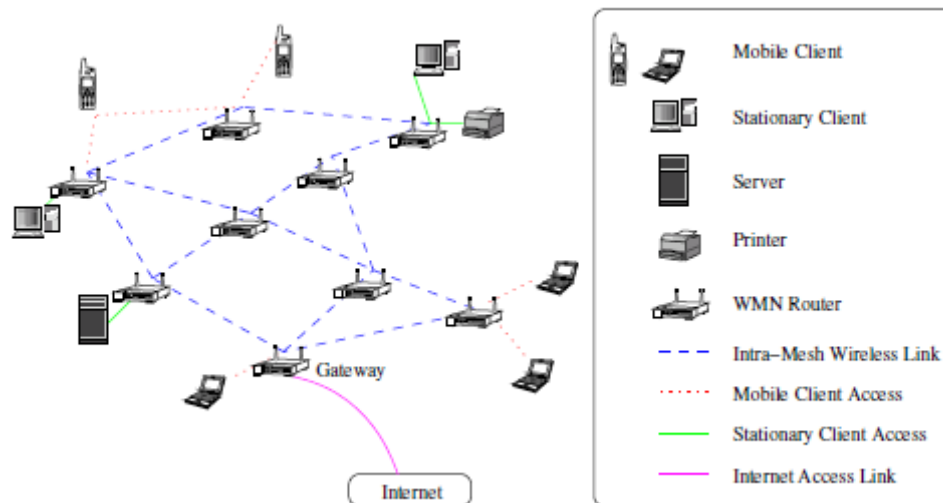 Gateway
Internet
Mobile Client
Stationary Client
Server
Printer
WMN Router
Intra−Mesh Wireless Link
Mobile Client Access
Stationary Client Access
Internet Access Link